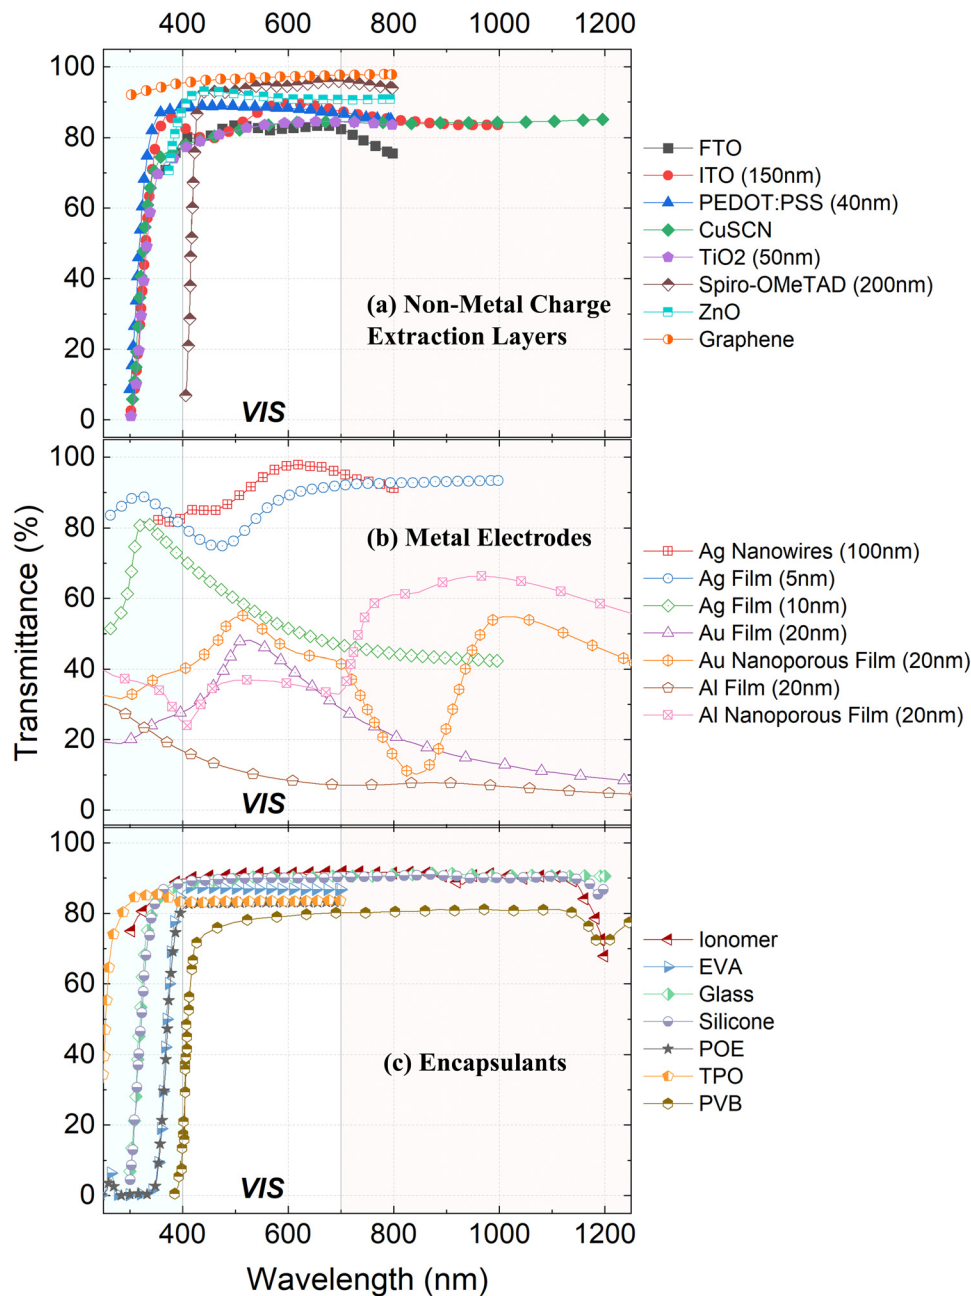 400 600 800 1000 1200
100
80
60
40
20
0
(a) Non-Metal Charge
Extraction Layers
VIS
FTO
ITO (150nm)
PEDOT:PSS (40nm)
CuSCN
TiO2 (50nm)
Spiro-OMeTAD (200nm)
ZnO
Graphene
Transmittance (%)
100
80
60
40
20
0
(b) Metal Electrodes
VIS
Ag Nanowires (100nm)
Ag Film (5nm)
Ag Film (10nm)
Au Film (20nm)
Au Nanoporous Film (20nm)
Al Film (20nm)
Al Nanoporous Film (20nm)
100
80
60
40
20
0
(c) Encapsulants
VIS
Ionomer
EVA
Glass
Silicone
POE
TPO
PVB
400 600 800 1000 1200
Wavelength (nm)